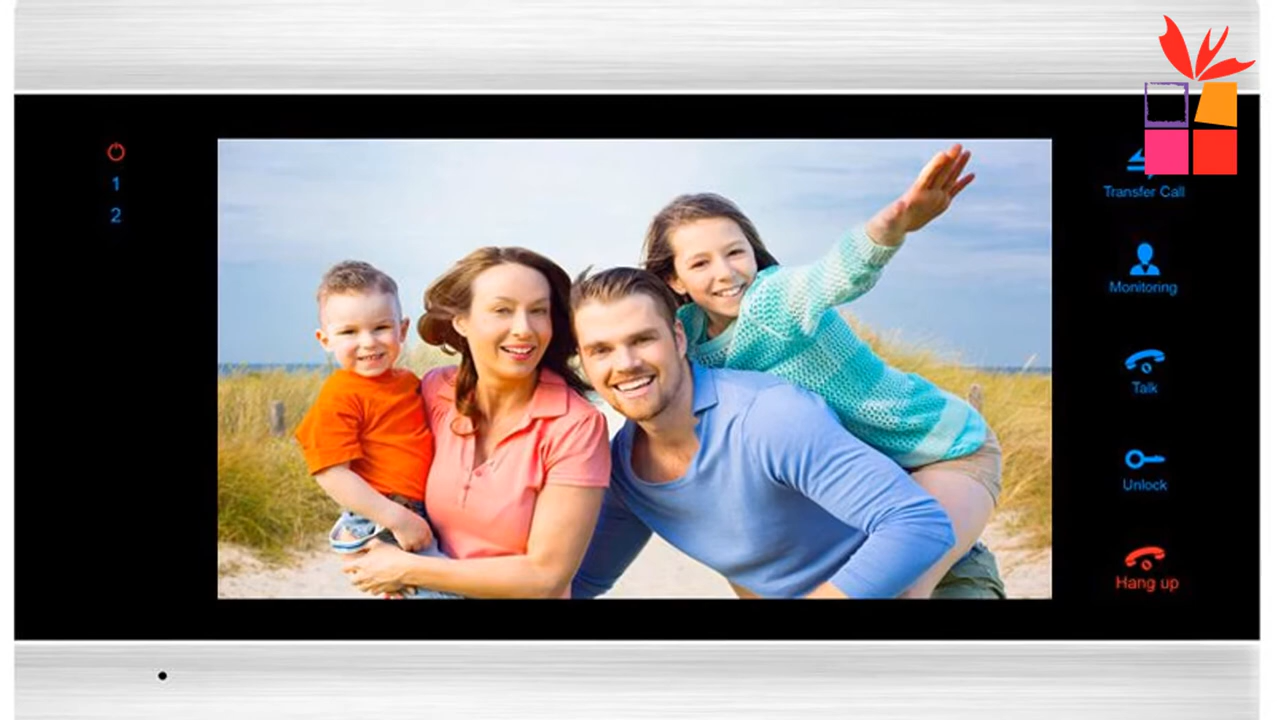 1
2
Transfer Call
Monitoring
Talk
Unlock
Hang up